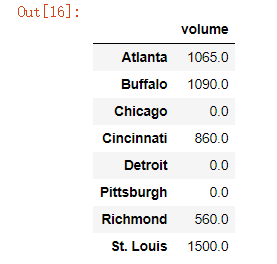 Out[16]:
volume
Atlanta 1065.0
Buffalo 1090.0
Chicago 0.0
Cincinnati 860.0
Detroit 0.0
Pittsburgh 0.0
Richmond 560.0
St. Louis 1500.0